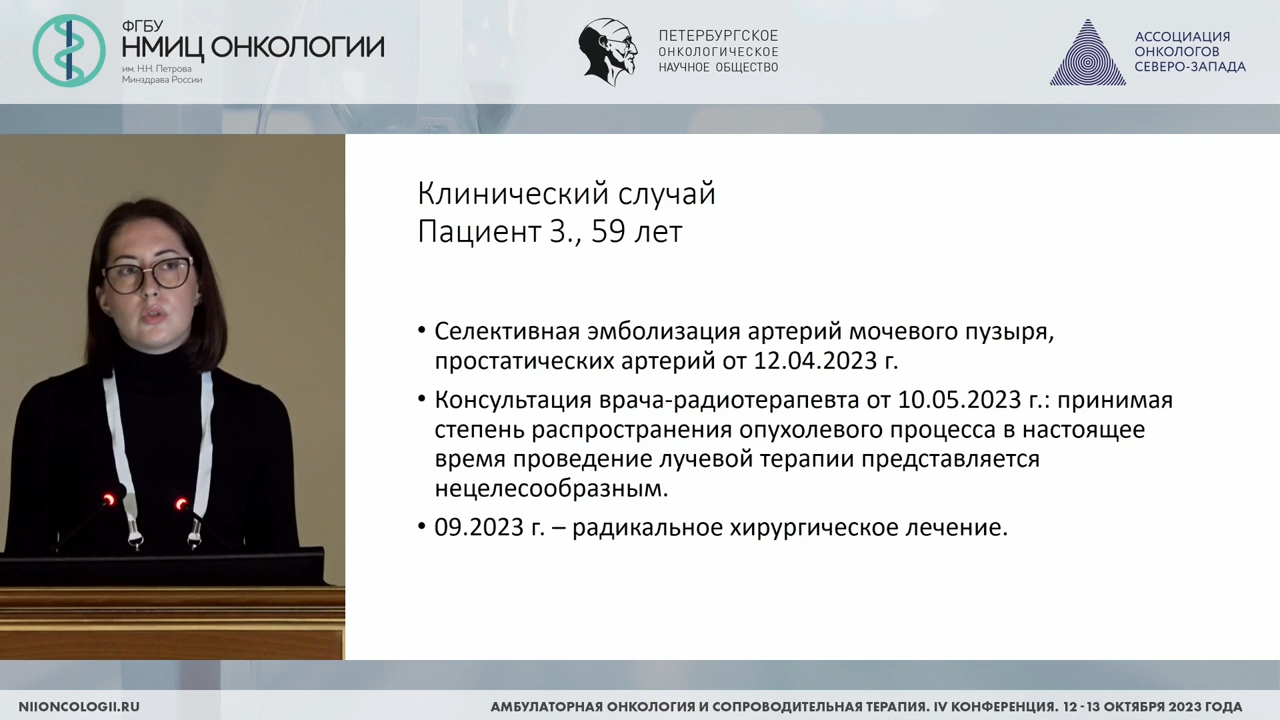 ФГБУ
НМИЦ ОНКОЛОГИИ
им. Н.Н. Петрова
Минздрава России
ПЕТЕРБУРГСКОЕ
ОНКОЛОГИЧЕСКОЕ
НАУЧНОЕ ОБЩЕСТВО
АССОЦИАЦИЯ
ОНКОЛОГОВ
СЕВЕРО-ЗАПАДА
Клинический случай
Пациент З., 59 лет
• Селективная эмболизация артерий мочевого пузыря,
простатических артерий от 12.04.2023 г.
• Консультация врача-радиотерапевта от 10.05.2023 г.: принимая
степень распространения опухолевого процесса в настоящее
время проведение лучевой терапии представляется
нецелесообразным.
• 09.2023 г. – радикальное хирургическое лечение.
NIIONCOLOGII.RU
АМБУЛАТОРНАЯ ОНКОЛОГИЯ И СОПРОВОДИТЕЛЬНАЯ ТЕРАПИЯ. IV КОНФЕРЕНЦИЯ. 12 - 13 ОКТЯБРЯ 2023 ГОДА